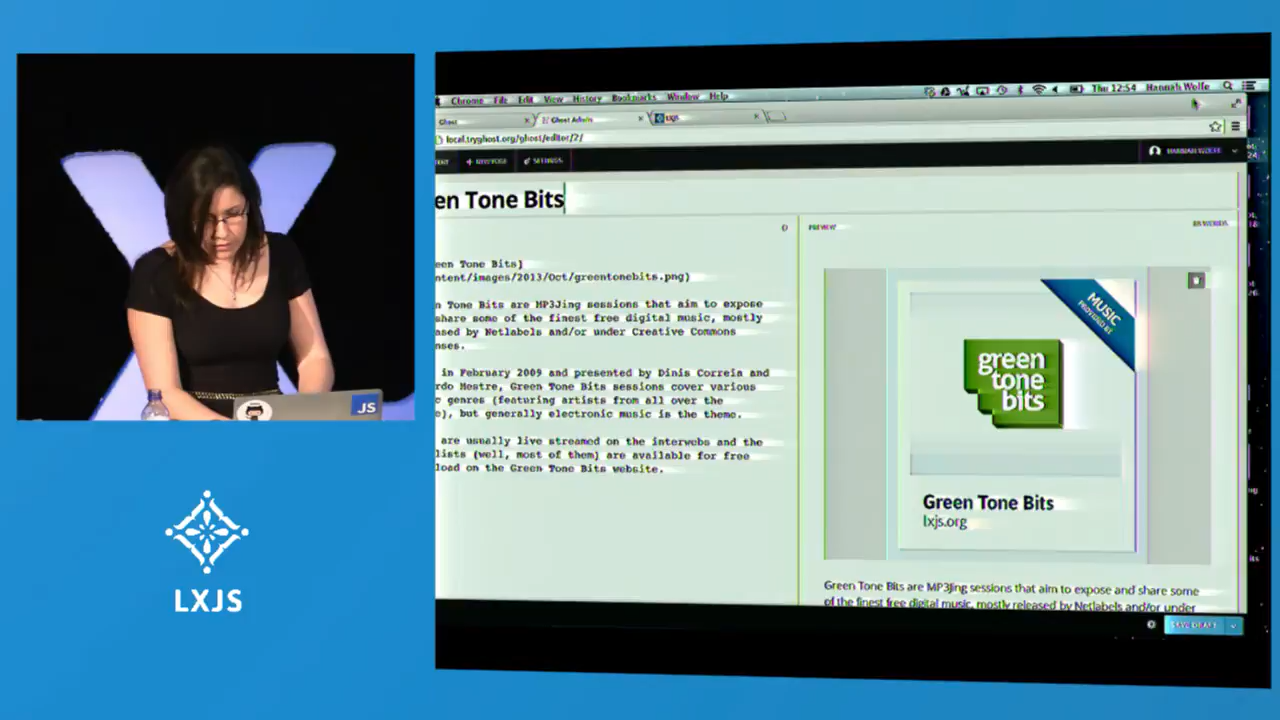 Chrome File Edit View History Bookmarks Window Help
Thu 12:54 Hannah Wolfe
Ghost
Ghost Admin
LXJS
local.tryghost.org/ghost/editor/2/
SETTINGS
en Tone Bits
PREVIEW
een Tone Bits]
ntent/images/2013/Oct/greentonebits.png)
n Tone Bits are MP3Jing sessions that aim to expose
share some of the finest free digital music, mostly
ased by Netlabels and/or under Creative Commons
nses.
in February 2009 and presented by Dinis Correia and
rdo Mestre, Green Tone Bits sessions cover various
c genres (featuring artists from all over the
e), but generally electronic music is the theme.
are usually live streamed on the interwebs and the
lists (well, most of them) are available for free
load on the Green Tone Bits website.
MUSIC
PROVIDED BY
green
tone
bits
Green Tone Bits
lxjs.org
Green Tone Bits are MP3Jing sessions that aim to expose and share some
of the finest free digital music, mostly released by Netlabels and/or under
SAVE DRAFT
JS
LXJS